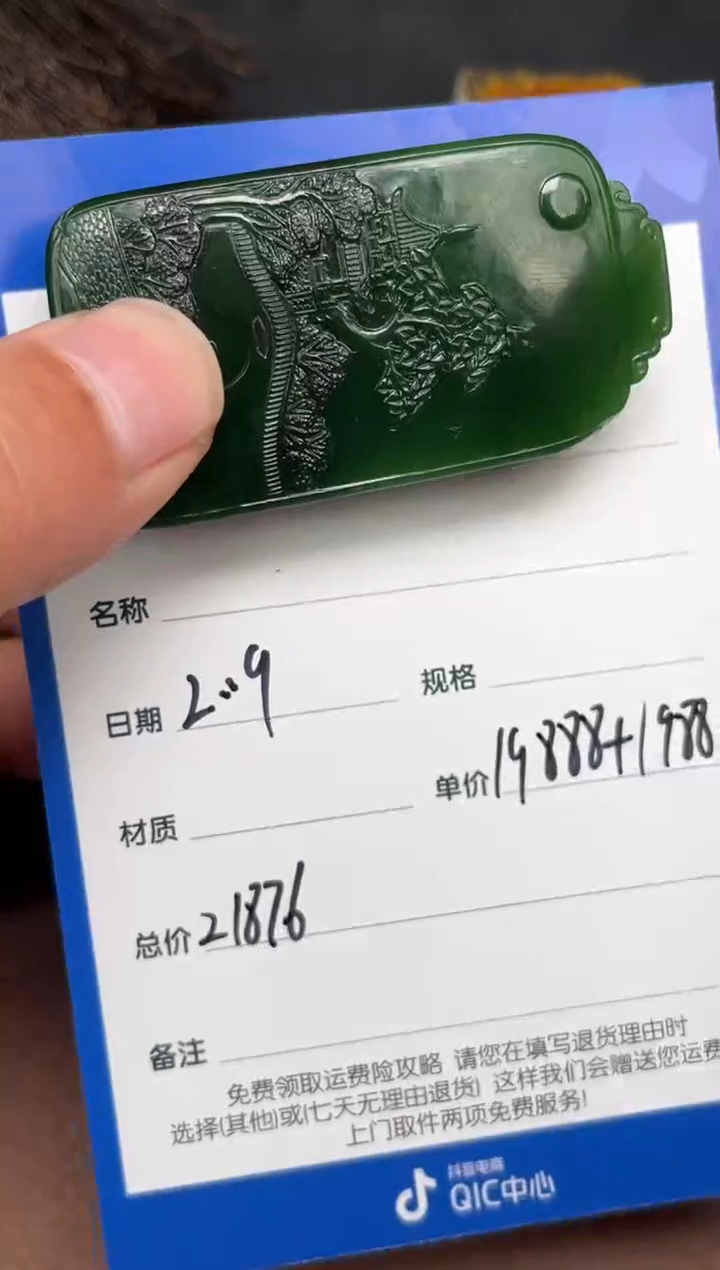 名称
日期 2..9
规格
单价 19888+1988
材质
总价 21876
备注
免费领取运费险攻略 请您在填写退货理由时
选择(其他)或(七天无理由退货) 这样我们会赠送您运费
上门取件两项免费服务!
抖音电商
QIC中心